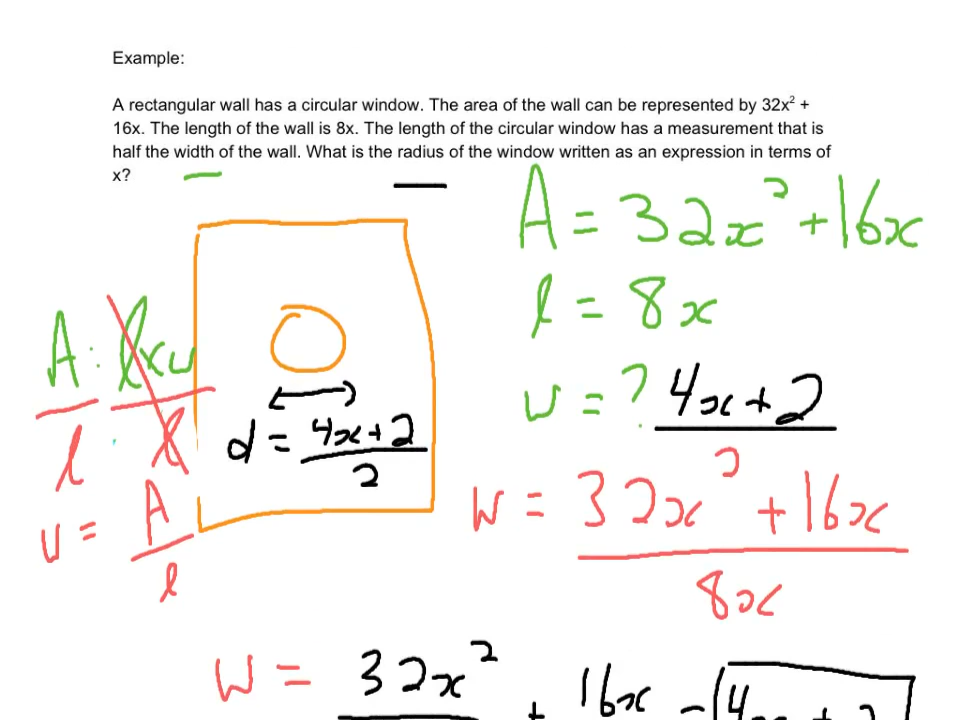 Example:
A rectangular wall has a circular window. The area of the wall can be represented by 32x² +
16x. The length of the wall is 8x. The length of the circular window has a measurement that is
half the width of the wall. What is the radius of the window written as an expression in terms of
x?
A = 32x² + 16x
l = 8x
w = ? 4x + 2
A : l x w
l l
w = A
l
d = 4x + 2
2
w = 32x² + 16x
8x
w = 32x² + 16x = 4x + 2